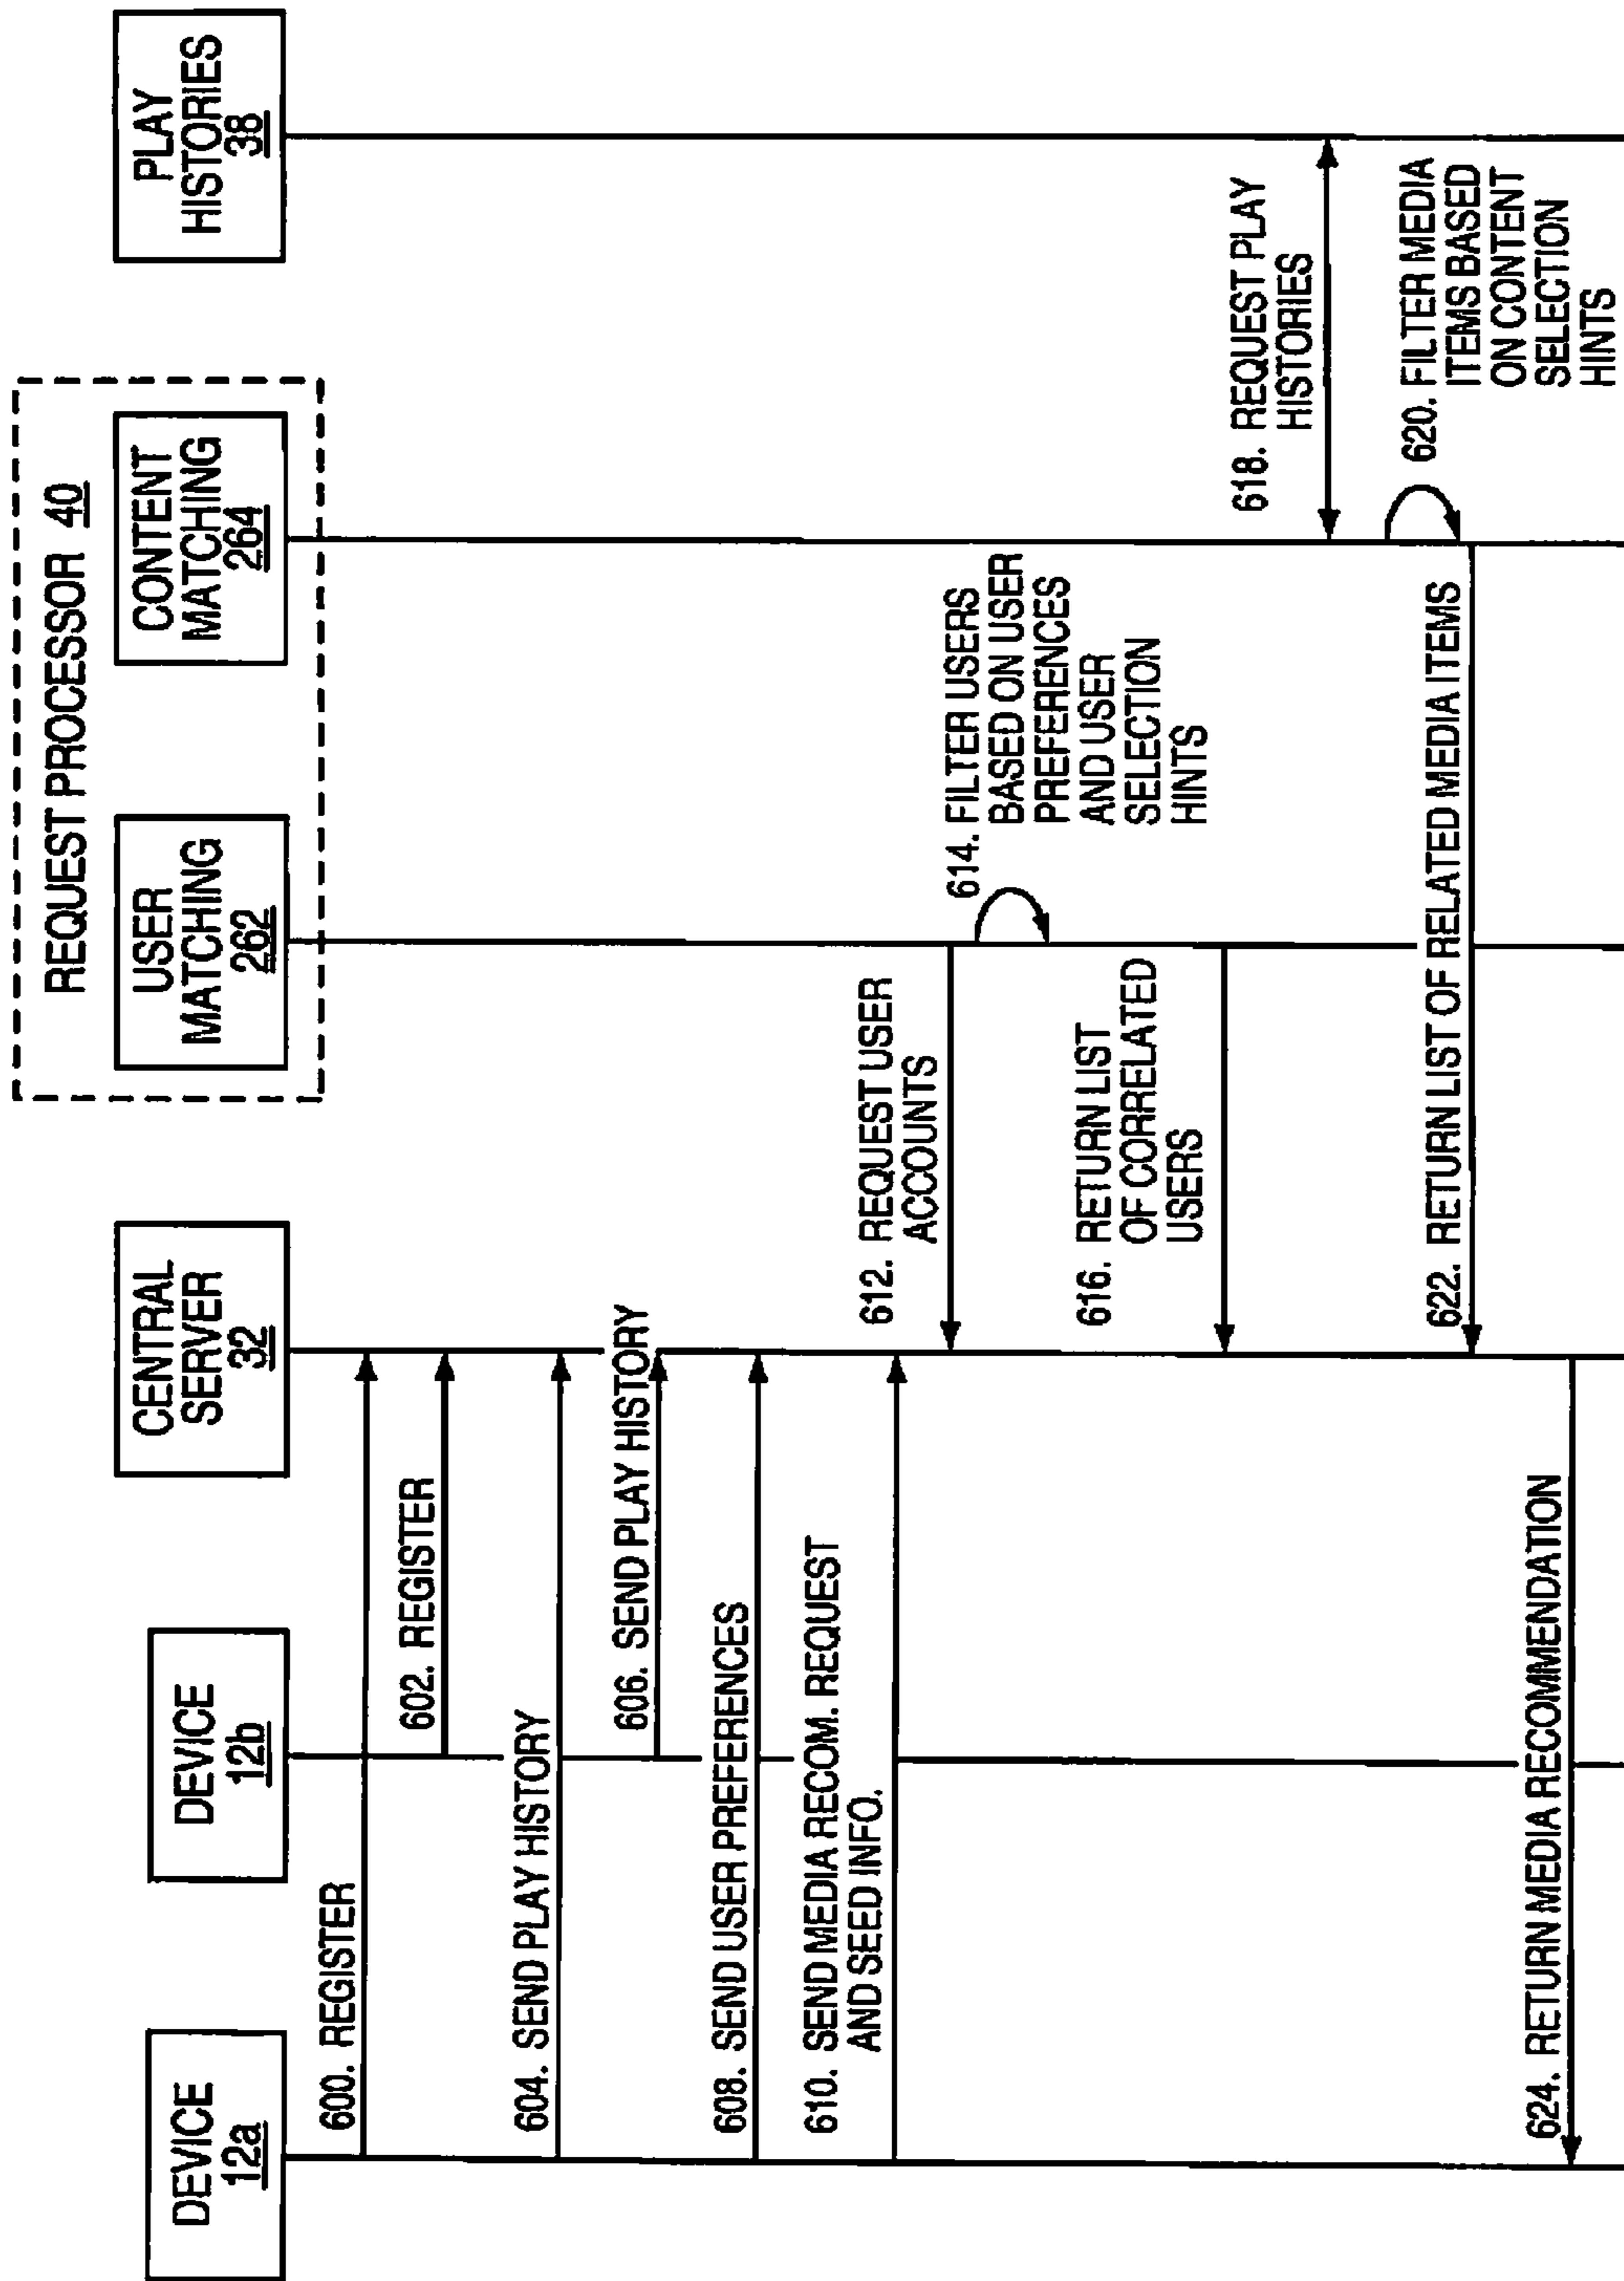 REQUEST PROCESSOR 40
DEVICE
12a
DEVICE
12b
CENTRAL
SERVER
32
USER
MATCHING
262
CONTENT
MATCHING
264
PLAY
HISTORIES
38
600. REGISTER
602. REGISTER
604. SEND PLAY HISTORY
606. SEND PLAY HISTORY
608. SEND USER PREFERENCES
610. SEND MEDIA RECOM. REQUEST
AND SEED INFO.
612. REQUEST USER
ACCOUNTS
614. FILTER USERS
BASED ON USER
PREFERENCES
AND USER
SELECTION
HINTS
616. RETURN LIST
OF CORRELATED
USERS
618. REQUEST PLAY
HISTORIES
620. FILTER MEDIA
ITEMS BASED
ON CONTENT
SELECTION
HINTS
622. RETURN LIST OF RELATED MEDIA ITEMS
624. RETURN MEDIA RECOMMENDATION